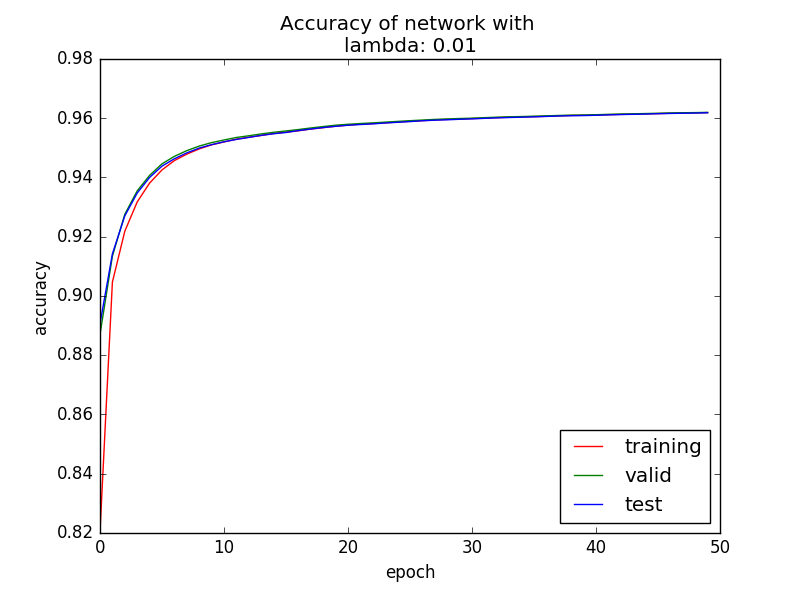 Accuracy of network with
lambda: 0.01
0.98
0.96
0.94
0.92
0.90
0.88
0.86
0.84
0.82
accuracy
training
valid
test
0 10 20 30 40 50
epoch